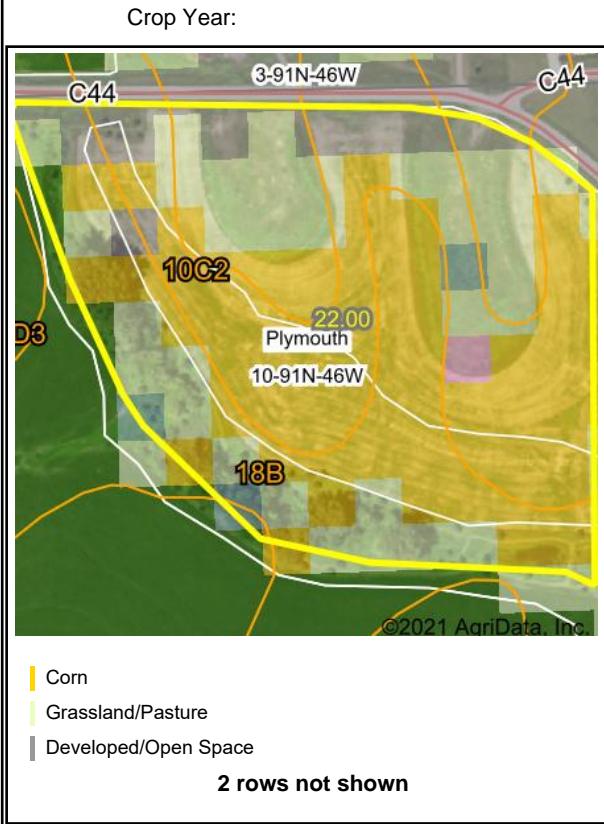 Crop Year:
3-91N-46W
C44
C44
10C2
22.00
D3
Plymouth
10-91N-46W
18B
©2021 AgriData, Inc.
Corn
Grassland/Pasture
Developed/Open Space
2 rows not shown